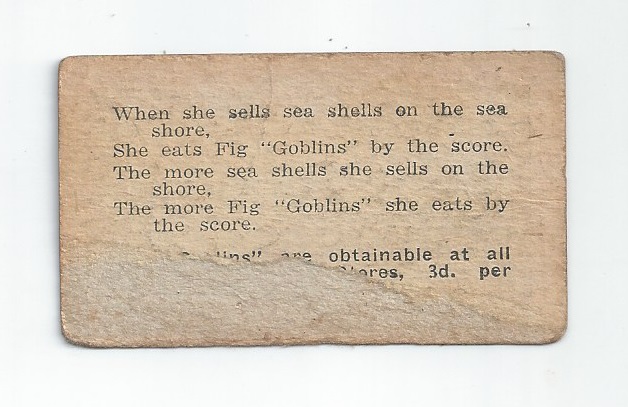 When she sells sea shells on the sea
shore,
She eats Fig "Goblins" by the score.
The more sea shells she sells on the
shore,
The more Fig "Goblins" she eats by
the score.
are obtainable at all
3d. per